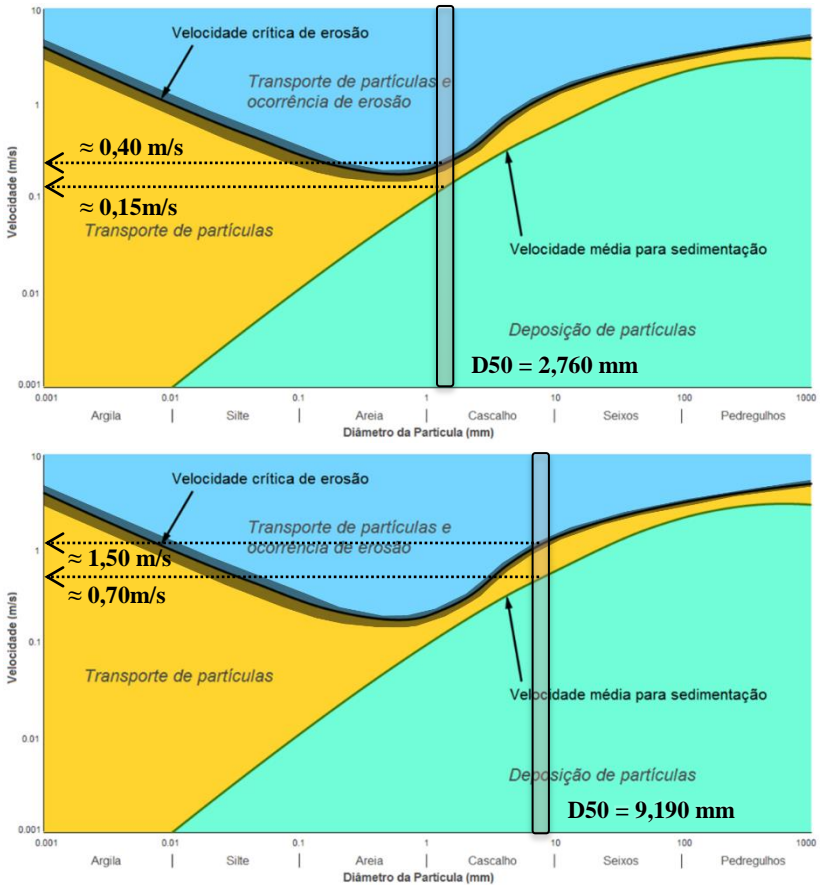 10
Velocidade crítica de erosão
Transporte de partículas e
ocorrência de erosão
1
≈ 0,40 m/s
0.1
≈ 0,15m/s
Transporte de partículas
Velocidade (m/s)
Velocidade média para sedimentação
0.01
Deposição de partículas
D50 = 2,760 mm
0.001
0.001 0.01 0.1 1 10 100 1000
Argila | Silte | Areia | Cascalho | Seixos | Pedregulhos
Diâmetro da Partícula (mm)
10
Velocidade crítica de erosão
Transporte de partículas e
ocorrência de erosão
1
≈ 1,50 m/s
≈ 0,70m/s
0.1
Transporte de partículas
Velocidade (m/s)
Velocidade média para sedimentação
0.01
Deposição de partículas
D50 = 9,190 mm
0.001
0.001 0.01 0.1 1 10 100 1000
Argila | Silte | Areia | Cascalho | Seixos | Pedregulhos
Diâmetro da Partícula (mm)